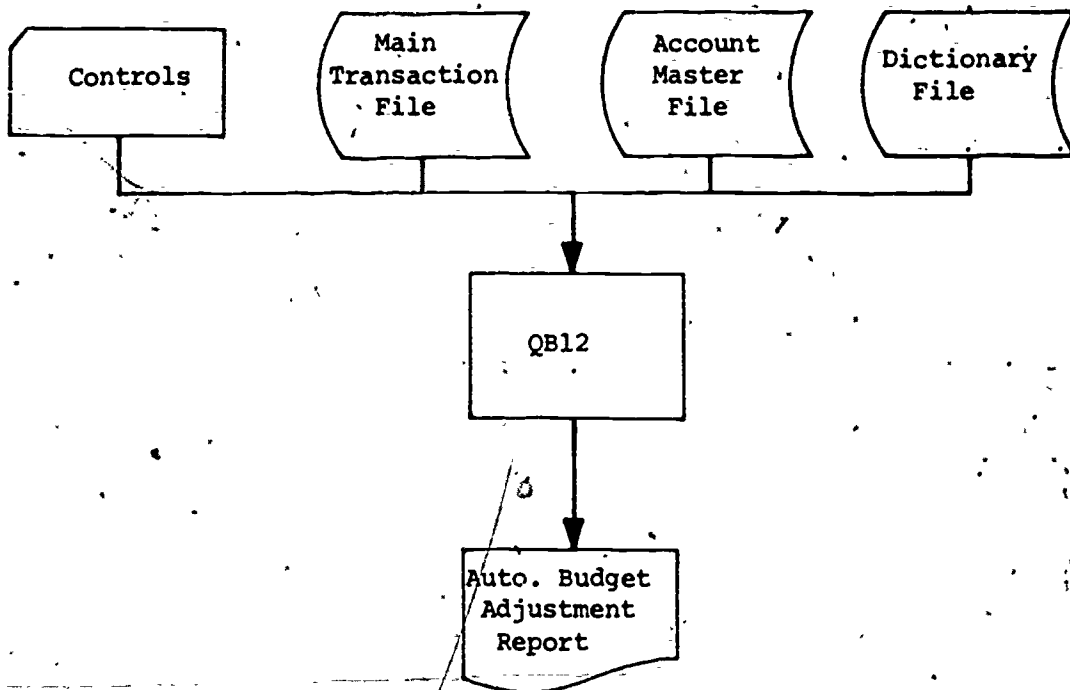 Controls
Main
Transaction
File
Account
Master
File
Dictionary
File
QB12
Auto. Budget
Adjustment
Report